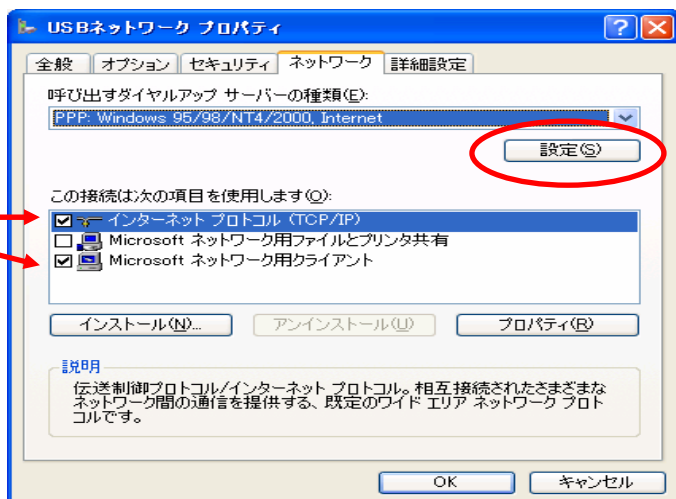 USBネットワーク プロパティ
全般 オプション セキュリティ ネットワーク 詳細設定
呼び出すダイヤルアップ サーバーの種類(E):
PPP: Windows 95/98/NT4/2000, Internet
設定(S)
この接続は次の項目を使用します(O):
インターネット プロトコル (TCP/IP)
Microsoft ネットワーク用ファイルとプリンタ共有
Microsoft ネットワーク用クライアント
インストール(N)... アンインストール(U) プロパティ(R)
説明
伝送制御プロトコル/インターネット プロトコル。相互接続されたさまざまな
ネットワーク間の通信を提供する、既定のワイド エリア ネットワーク プロト
コルです。
OK キャンセル